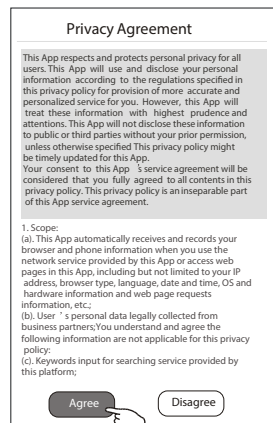 Privacy Agreement
This App respects and protects personal privacy for all
users. This App will use and disclose your personal
information according to the regulations specified in
this privacy policy for provision of more accurate and
personalized service for you. However, this App will
treat these information with highest prudence and
attentions. This App will not disclose these information
to public or third parties without your prior permission,
unless otherwise specified This privacy policy might
be timely updated for this App.
Your consent to this App 's service agreement will be
considered that you fully agreed to all contents in this
privacy policy. This privacy policy is an inseparable part
of this App service agreement.
1. Scope:
(a). This App automatically receives and records your
browser and phone information when you use the
network service provided by this App or access web
pages in this App, including but not limited to your IP
address, browser type, language, date and time, OS and
hardware information and web page requests
information, etc.;
(b). User ' s personal data legally collected from
business partners;You understand and agree the
following information are not applicable for this privacy
policy:
(c). Keywords input for searching service provided by
this platform;
Agree
Disagree